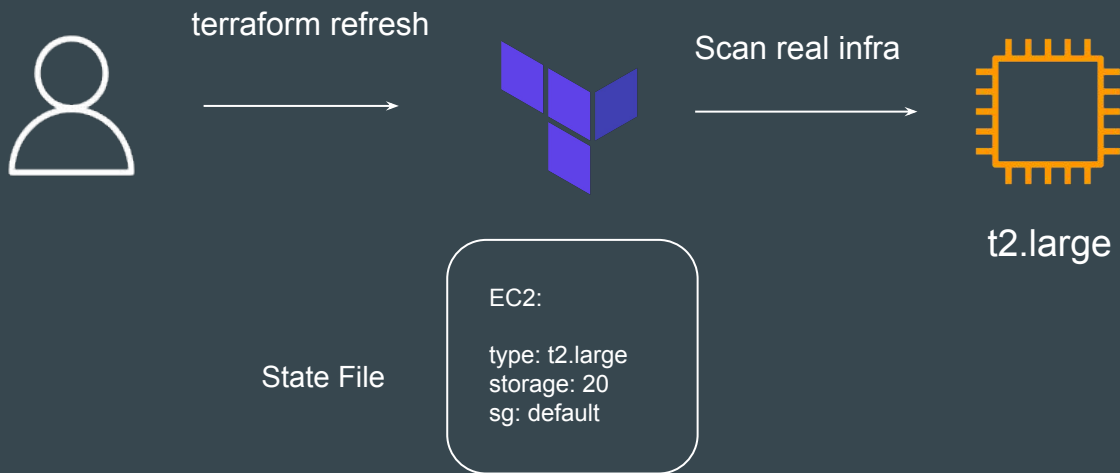 terraform refresh
Scan real infra
t2.large
State File
EC2:
type: t2.large
storage: 20
sg: default